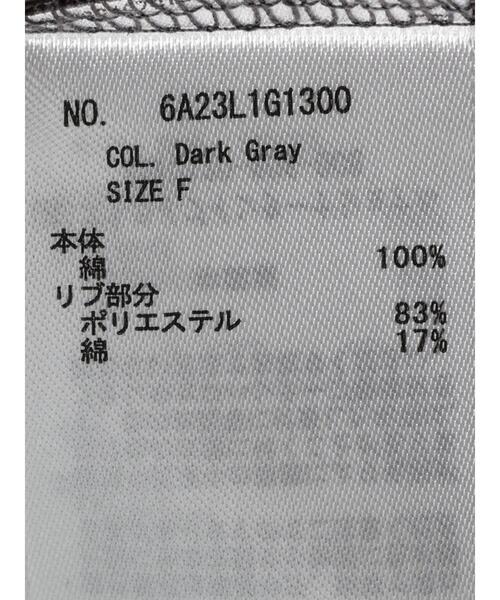 NO. 6A23L1G1300
COL. Dark Gray
SIZE F
本体
綿 100%
リブ部分
ポリエステル 83%
綿 17%